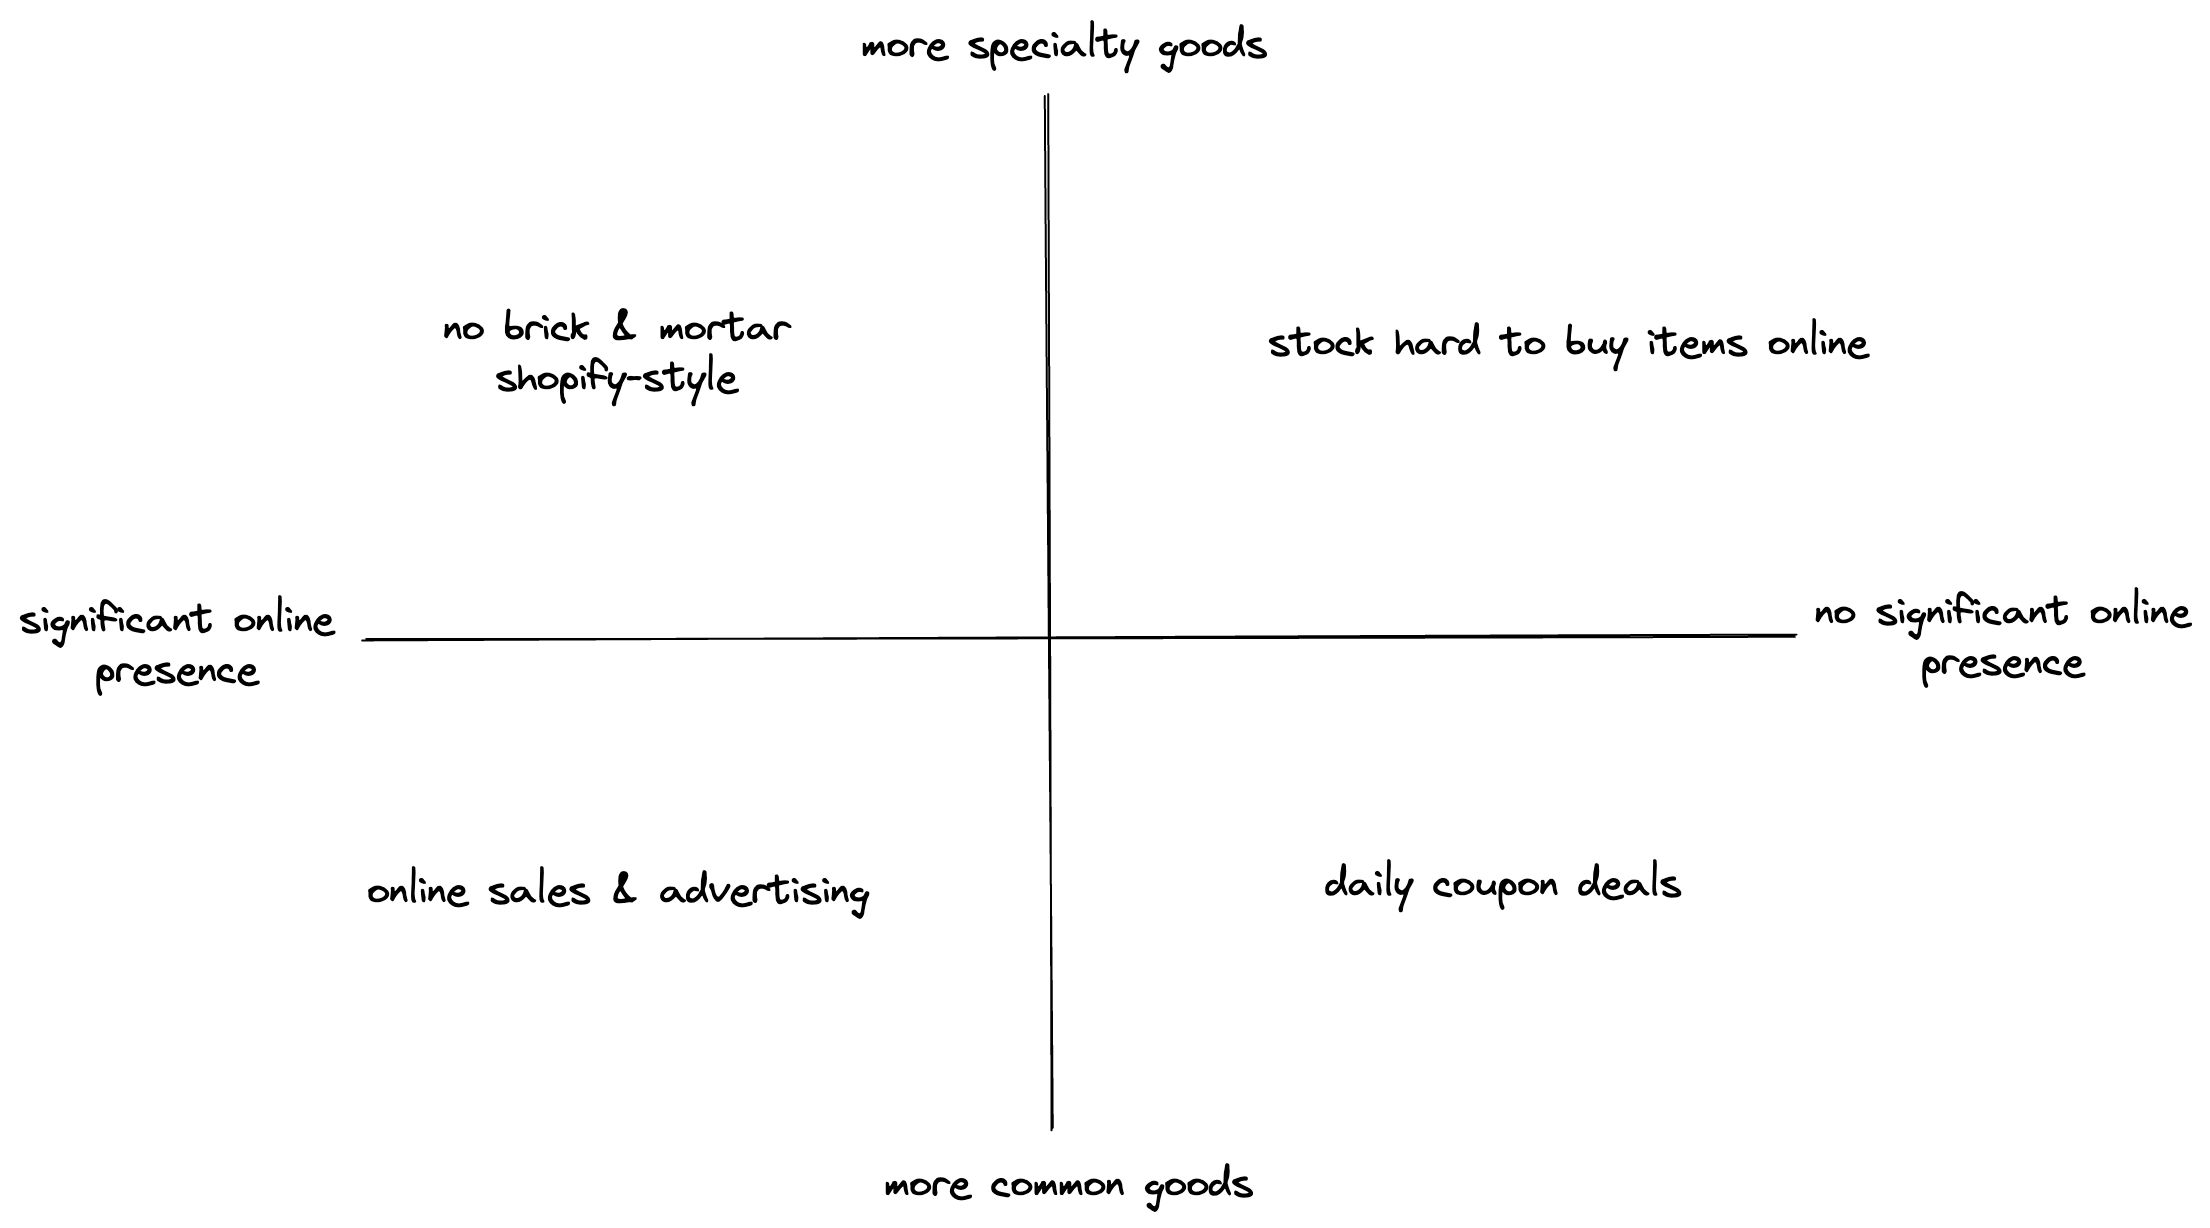 more specialty goods
no brick & mortar
shopify-style
stock hard to buy items online
significant online
presence
no significant online
presence
online sales & advertising
daily coupon deals
more common goods